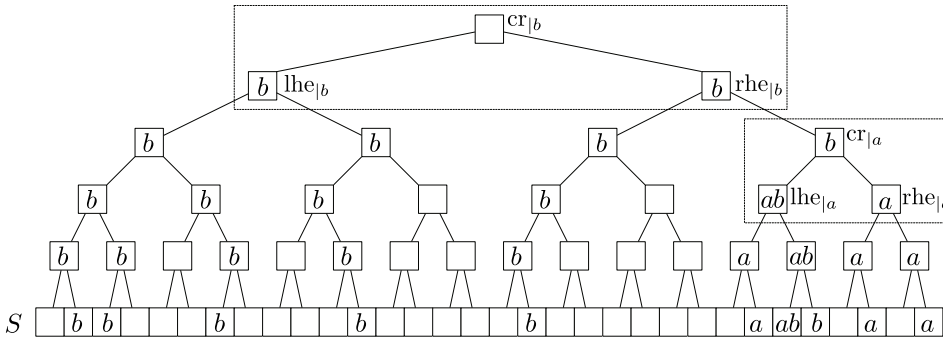 cr|b
b lhe|b b rhe|b
b b b b cr|a
b b b b ab lhe|a a rhe|a
b b b b b a ab a a
S b b b b b a ab b a a